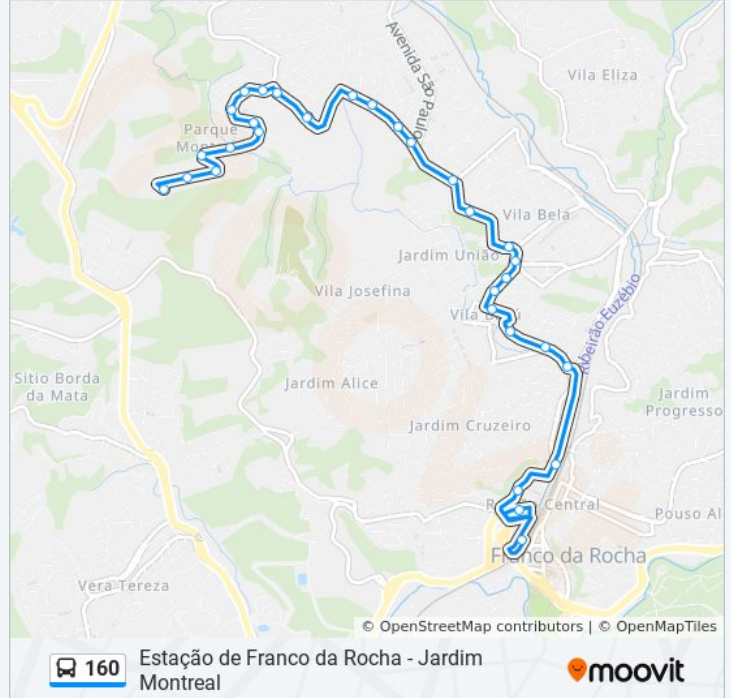 Avenida São Paulo
Vila Eliza
Parque
Mon
Vila Bela
Jardim União
Vila Josefina
Vila
Ribeirão Euzébio
Sitio Borda
da Mata
Jardim Alice
Jardim
Progresso
Jardim Cruzeiro
Central
Pouso Al
Franco da Rocha
Vera Tereza
© OpenStreetMap contributors | © OpenMapTiles
160
Estação de Franco da Rocha - Jardim
Montreal
moovit